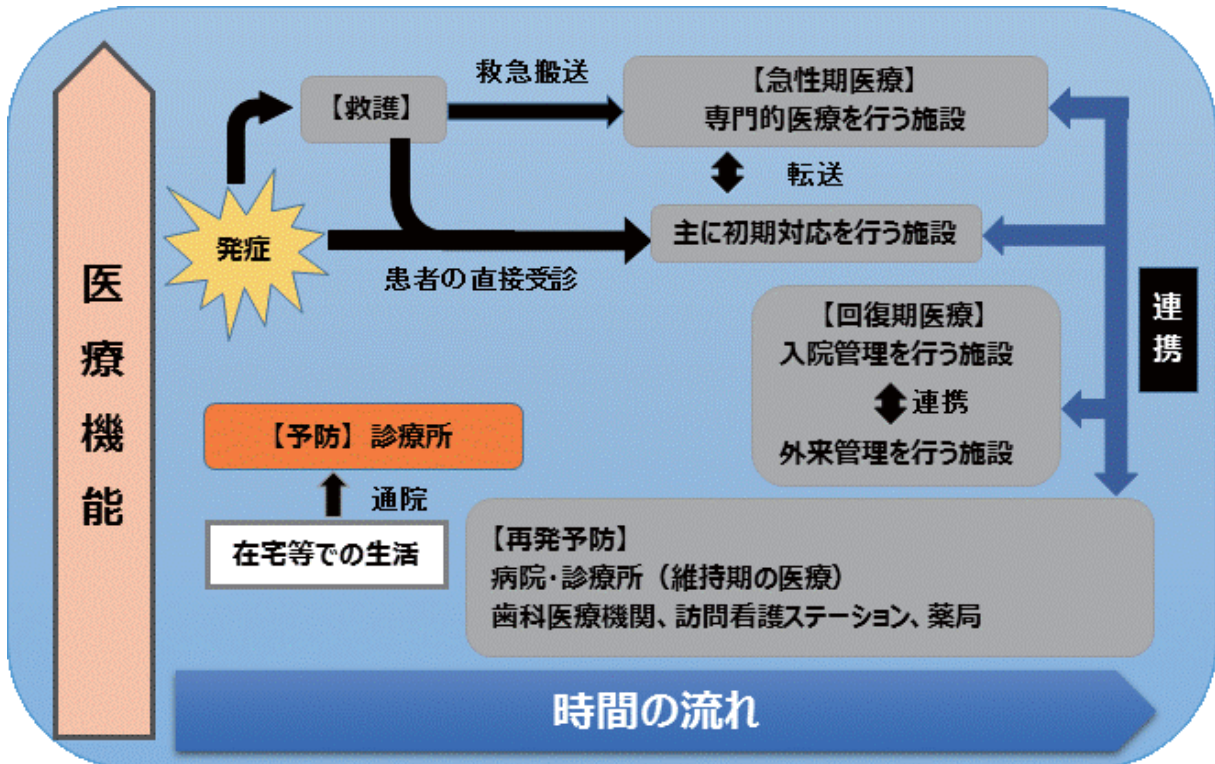 医療機能
救急搬送
【救護】
【急性期医療】
専門的医療を行う施設
転送
発症
主に初期対応を行う施設
患者の直接受診
連携
【回復期医療】
入院管理を行う施設
連携
外来管理を行う施設
【予防】診療所
通院
在宅等での生活
【再発予防】
病院・診療所（維持期の医療）
歯科医療機関、訪問看護ステーション、薬局
時間の流れ